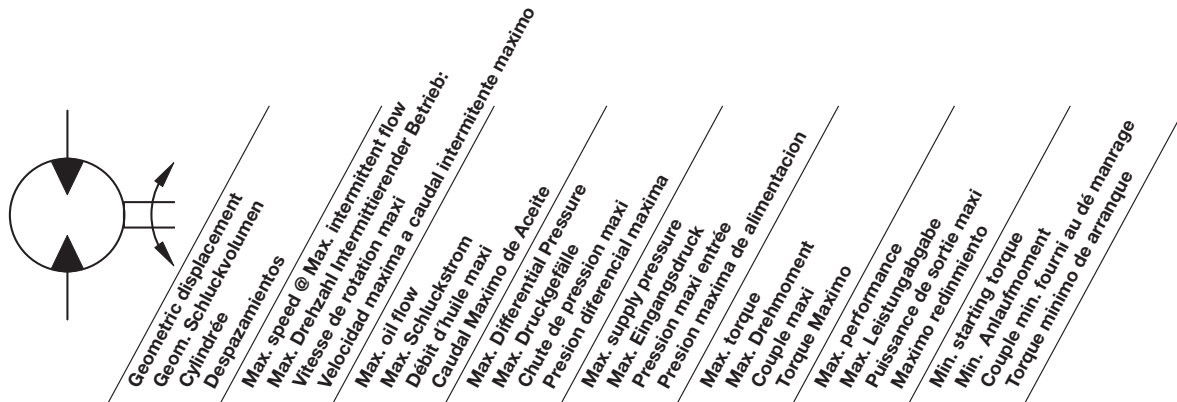 Geometric displacement
Geom. Schluckvolumen
Cylindrée
Despazamientos
Max. speed @ Max. intermittent flow
Max. Drehzahl Intermittierender Betrieb:
Vitesse de rotation maxi
Velocidad maxima a caudal intermitente maximo
Max. oil flow
Max. Schluckstrom
Débit d'huile maxi
Caudal Maximo de Aceite
Max. Differential Pressure
Max. Druckgefälle
Chute de pression maxi
Presion diferencial maxima
Max. supply pressure
Max. Eingangsdruck
Pression maxi entrée
Presion maxima de alimentacion
Max. torque
Max. Drehmoment
Couple maxi
Torque Maximo
Max. performance
Max. Leistungabgabe
Puissance de sortie maxi
Maximo redimiento
Min. starting torque
Min. Anlaufmoment
Couple min. fourni au dé manrage
Torque minimo de arranque